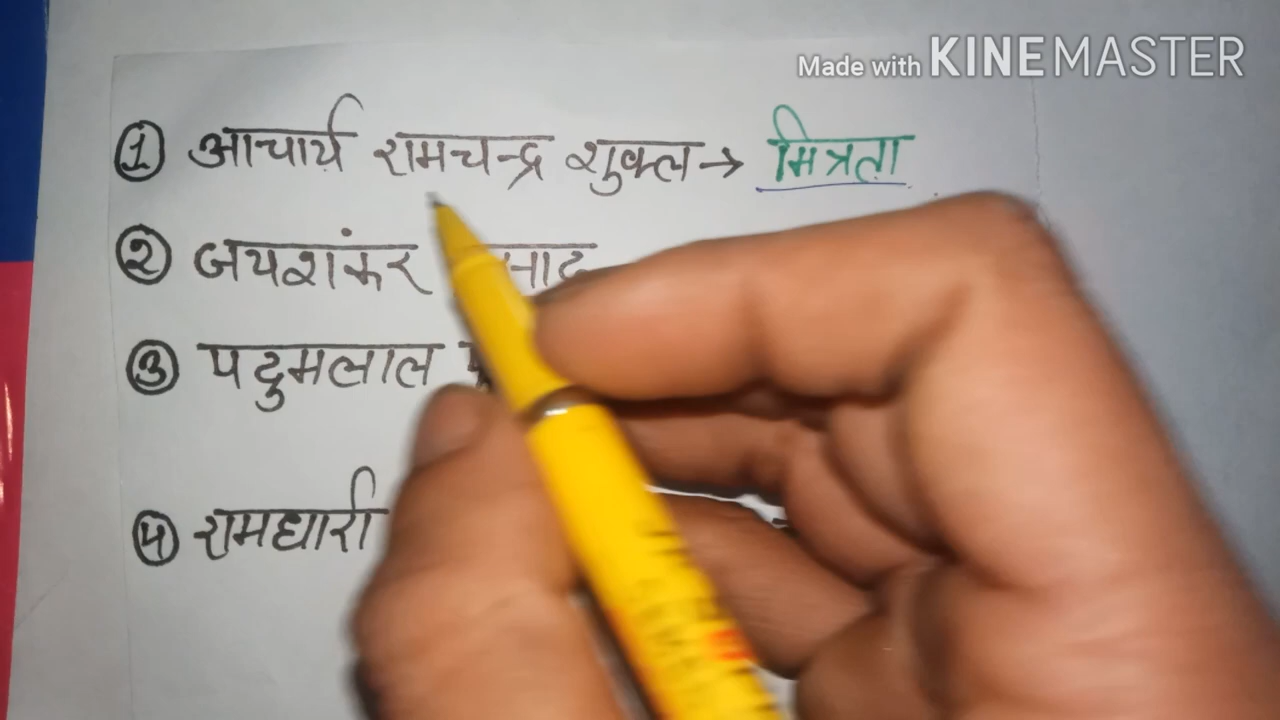 Made with KINEMASTER
① आचार्य रामचन्द्र शुक्ल → मित्रता
② जयशंकर
③ पदुमलाल
④ रामधारी